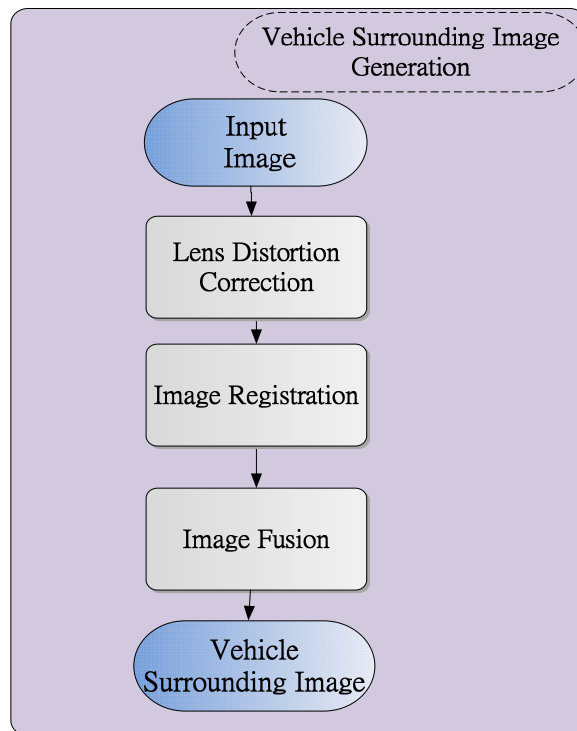 Vehicle Surrounding Image
Generation
Input
Image
Lens Distortion
Correction
Image Registration
Image Fusion
Vehicle
Surrounding Image